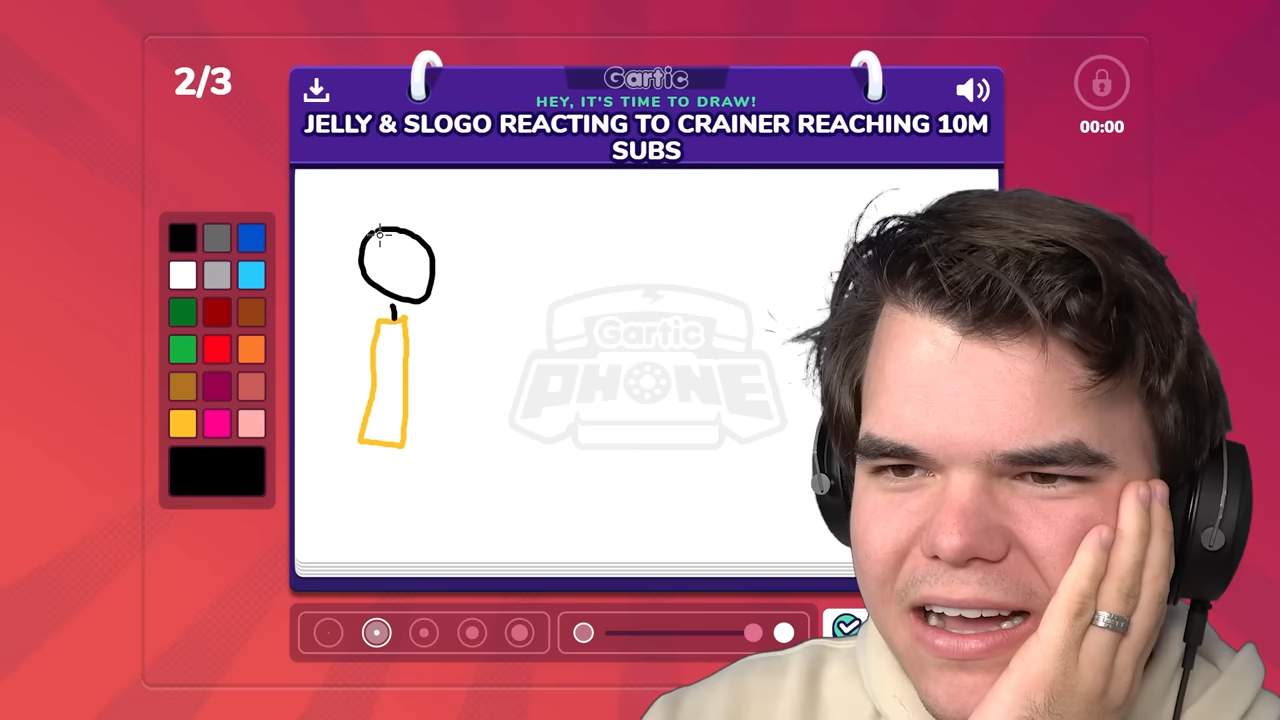 2/3
Gartic
HEY, IT'S TIME TO DRAW!
JELLY & SLOGO REACTING TO CRAINER REACHING 10M
SUBS
00:00
Gartic
PHONE